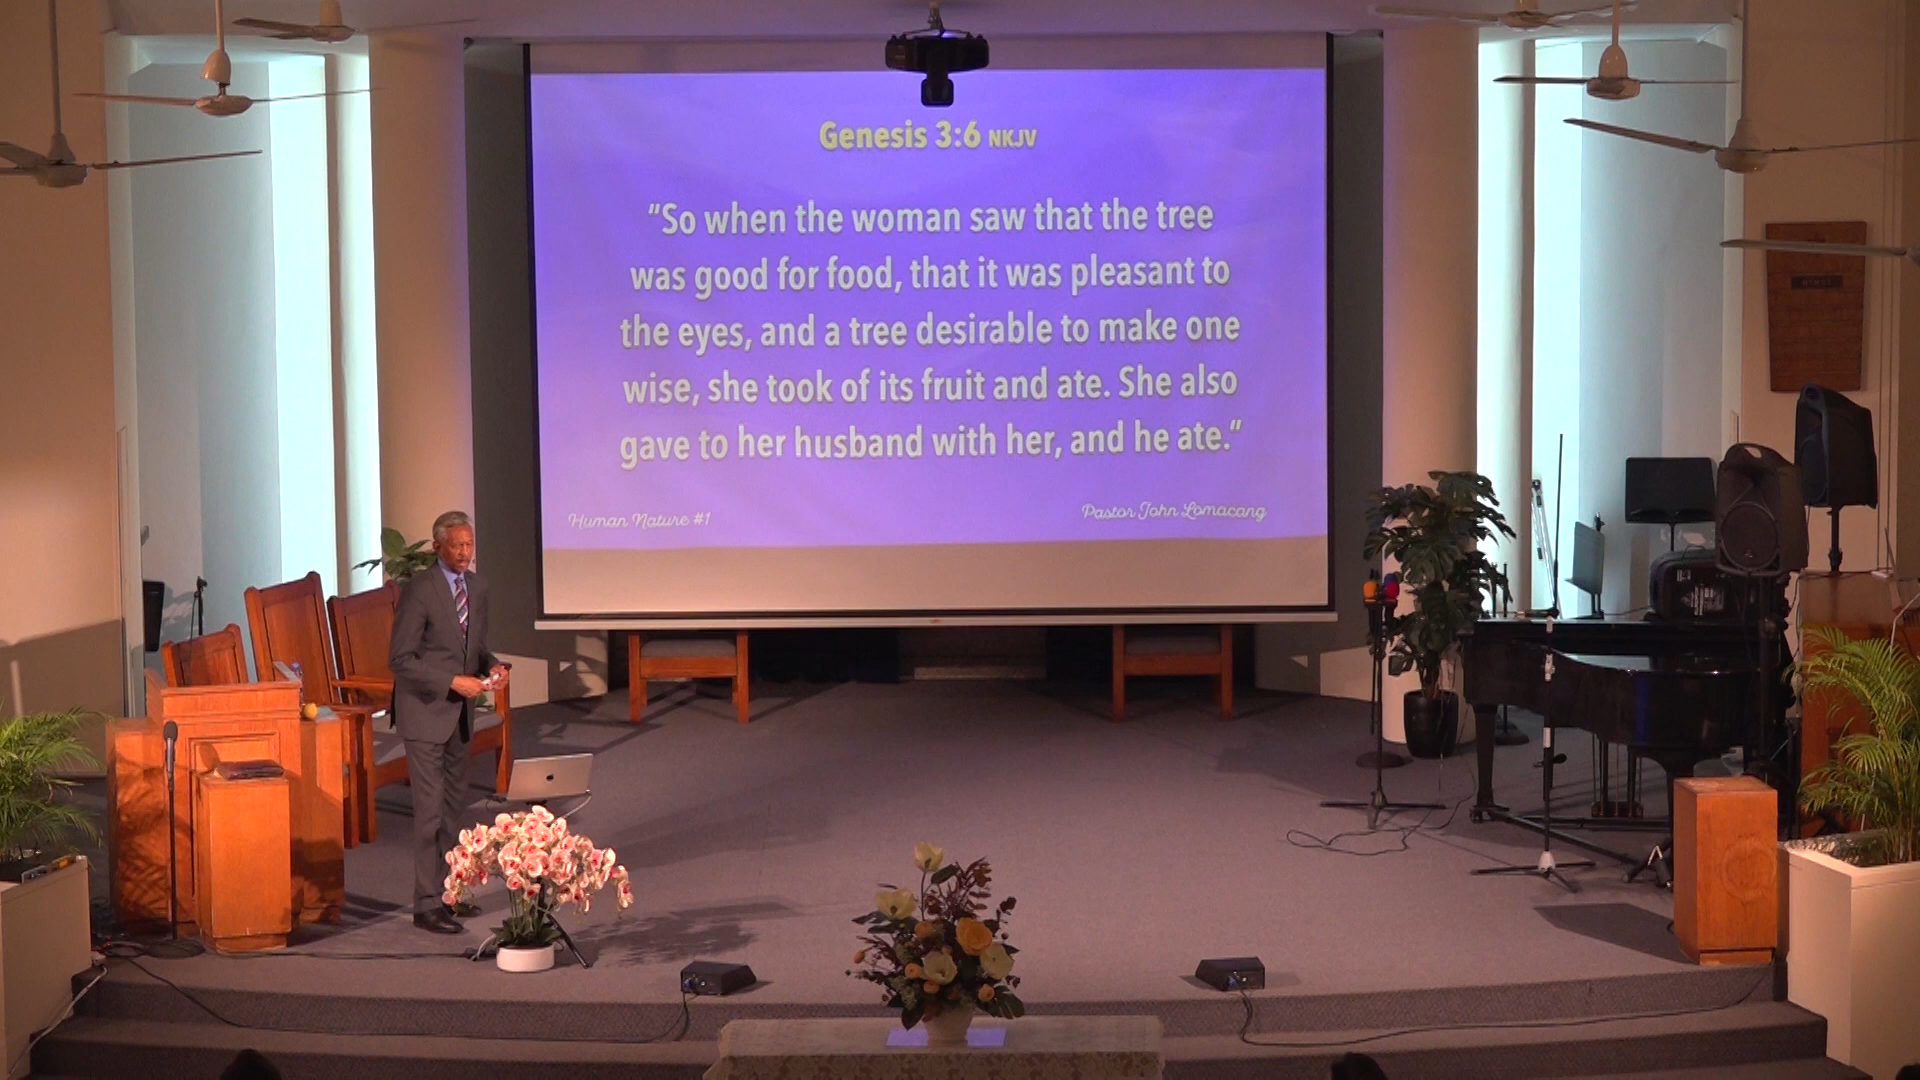 Genesis 3:6 NKJV
“So when the woman saw that the tree
was good for food, that it was pleasant to
the eyes, and a tree desirable to make one
wise, she took of its fruit and ate. She also
gave to her husband with her, and he ate.”
Human Nature #1
Pastor John Lomacang